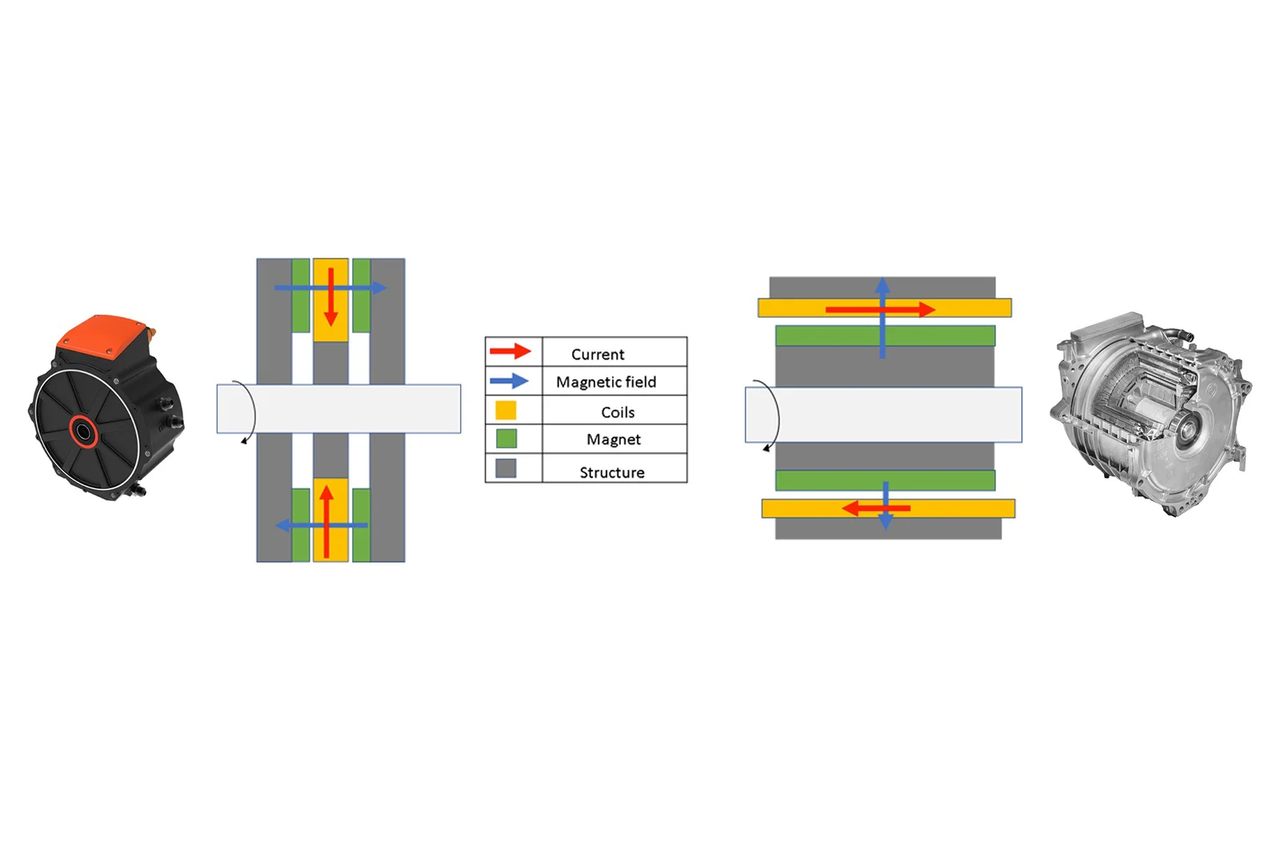 Current
Magnetic field
Coils
Magnet
Structure